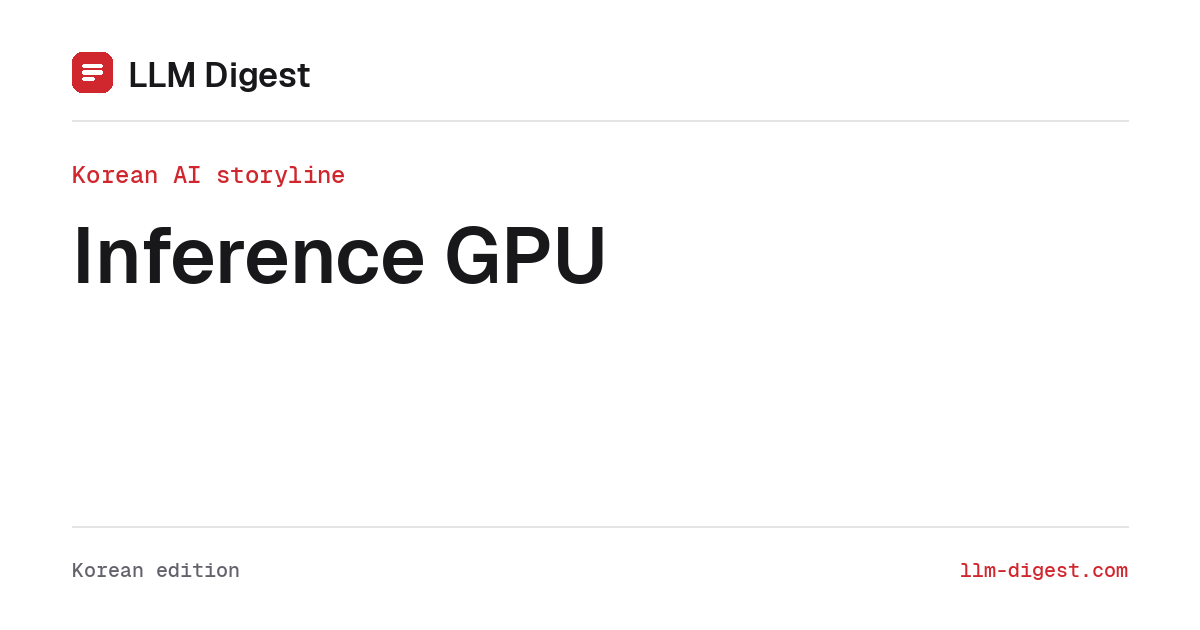 LLM Digest
Korean AI storyline
Inference GPU
Korean edition
llm-digest.com